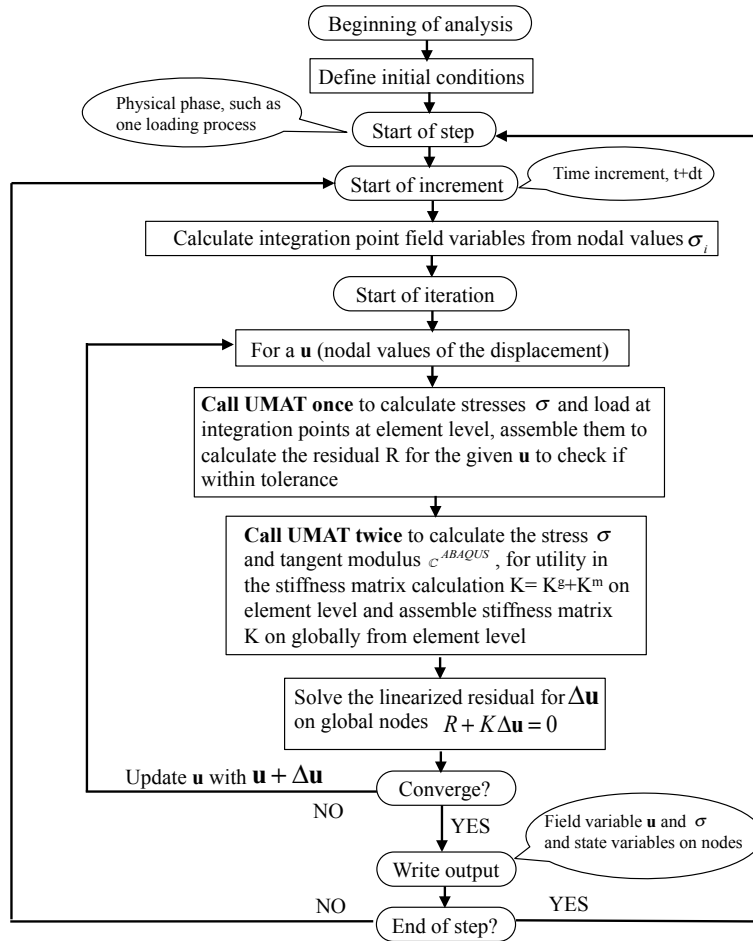 Beginning of analysis
Define initial conditions
Physical phase, such as
one loading process
Start of step
Start of increment
Time increment, t+dt
Calculate integration point field variables from nodal values σᵢ
Start of iteration
For a u (nodal values of the displacement)
Call UMAT once to calculate stresses σ and load at
integration points at element level, assemble them to
calculate the residual R for the given u to check if
within tolerance
Call UMAT twice to calculate the stress σ
and tangent modulus ℂ^ABAQUS , for utility in
the stiffness matrix calculation K= Kᵍ+Kᵐ on
element level and assemble stiffness matrix
K on globally from element level
Solve the linearized residual for Δu
on global nodes R + KΔu = 0
Update u with u + Δu
Converge?
NO
YES
Field variable u and σ
and state variables on nodes
Write output
NO
YES
End of step?